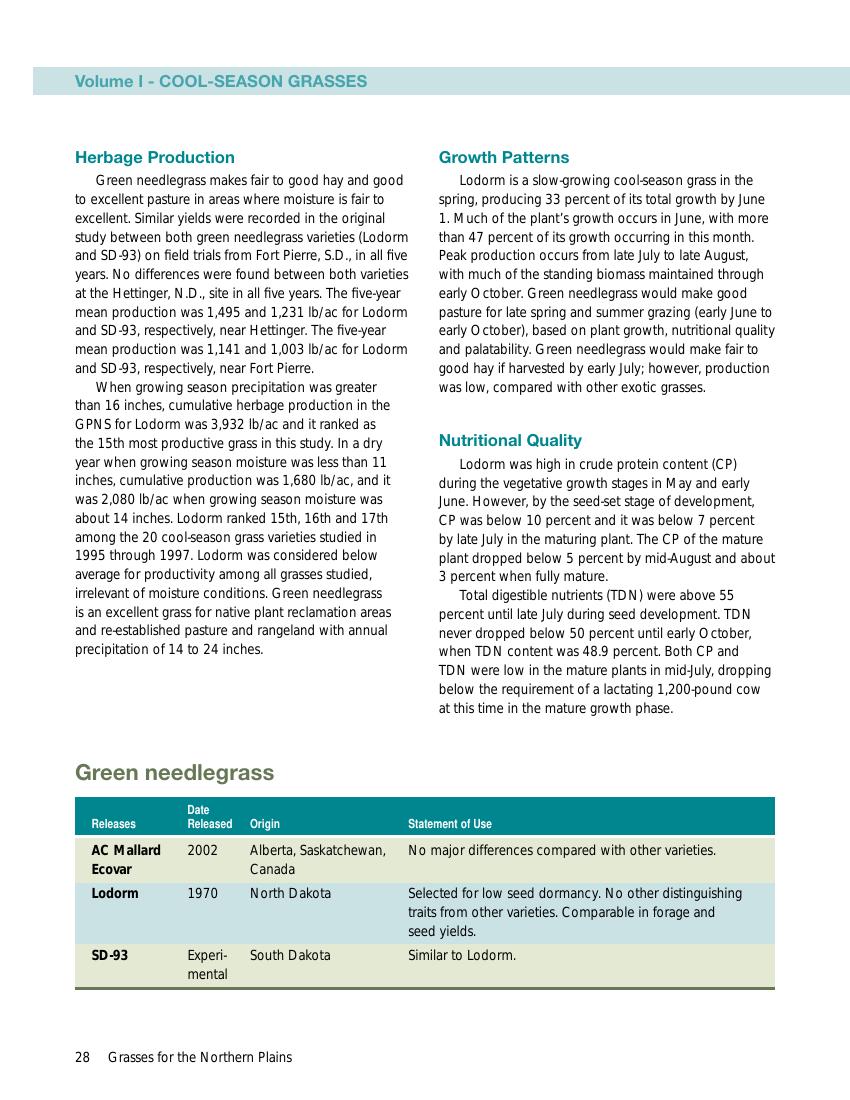 Volume I - COOL-SEASON GRASSES
Herbage Production
Green needlegrass makes fair to good hay and good
to excellent pasture in areas where moisture is fair to
excellent. Similar yields were recorded in the original
study between both green needlegrass varieties (Lodorm
and SD-93) on field trials from Fort Pierre, S.D., in all five
years. No differences were found between both varieties
at the Hettinger, N.D., site in all five years. The five-year
mean production was 1,495 and 1,231 lb/ac for Lodorm
and SD-93, respectively, near Hettinger. The five-year
mean production was 1,141 and 1,003 lb/ac for Lodorm
and SD-93, respectively, near Fort Pierre.
When growing season precipitation was greater
than 16 inches, cumulative herbage production in the
GPNS for Lodorm was 3,932 lb/ac and it ranked as
the 15th most productive grass in this study. In a dry
year when growing season moisture was less than 11
inches, cumulative production was 1,680 lb/ac, and it
was 2,080 lb/ac when growing season moisture was
about 14 inches. Lodorm ranked 15th, 16th and 17th
among the 20 cool-season grass varieties studied in
1995 through 1997. Lodorm was considered below
average for productivity among all grasses studied,
irrelevant of moisture conditions. Green needlegrass
is an excellent grass for native plant reclamation areas
and re-established pasture and rangeland with annual
precipitation of 14 to 24 inches.
Growth Patterns
Lodorm is a slow-growing cool-season grass in the
spring, producing 33 percent of its total growth by June
1. Much of the plant's growth occurs in June, with more
than 47 percent of its growth occurring in this month.
Peak production occurs from late July to late August,
with much of the standing biomass maintained through
early October. Green needlegrass would make good
pasture for late spring and summer grazing (early June to
early October), based on plant growth, nutritional quality
and palatability. Green needlegrass would make fair to
good hay if harvested by early July; however, production
was low, compared with other exotic grasses.
Nutritional Quality
Lodorm was high in crude protein content (CP)
during the vegetative growth stages in May and early
June. However, by the seed-set stage of development,
CP was below 10 percent and it was below 7 percent
by late July in the maturing plant. The CP of the mature
plant dropped below 5 percent by mid-August and about
3 percent when fully mature.
Total digestible nutrients (TDN) were above 55
percent until late July during seed development. TDN
never dropped below 50 percent until early October,
when TDN content was 48.9 percent. Both CP and
TDN were low in the mature plants in mid-July, dropping
below the requirement of a lactating 1,200-pound cow
at this time in the mature growth phase.
Green needlegrass
Date
Releases Released Origin Statement of Use
AC Mallard 2002 Alberta, Saskatchewan, No major differences compared with other varieties.
Ecovar Canada
Lodorm 1970 North Dakota Selected for low seed dormancy. No other distinguishing
traits from other varieties. Comparable in forage and
seed yields.
SD-93 Experi- South Dakota Similar to Lodorm.
mental
28 Grasses for the Northern Plains